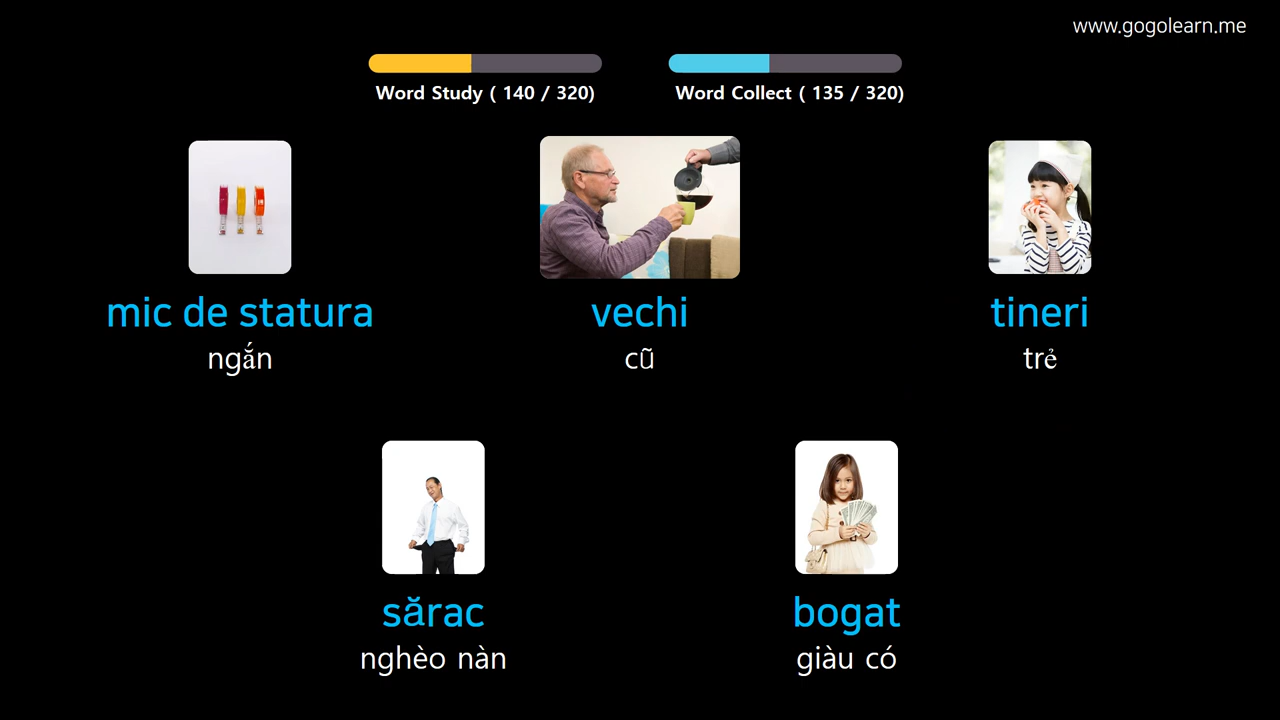 www.gogolearn.me
Word Study ( 140 / 320)
Word Collect ( 135 / 320)
mic de statura
ngắn
vechi
cũ
tineri
trẻ
sărac
nghèo nàn
bogat
giàu có